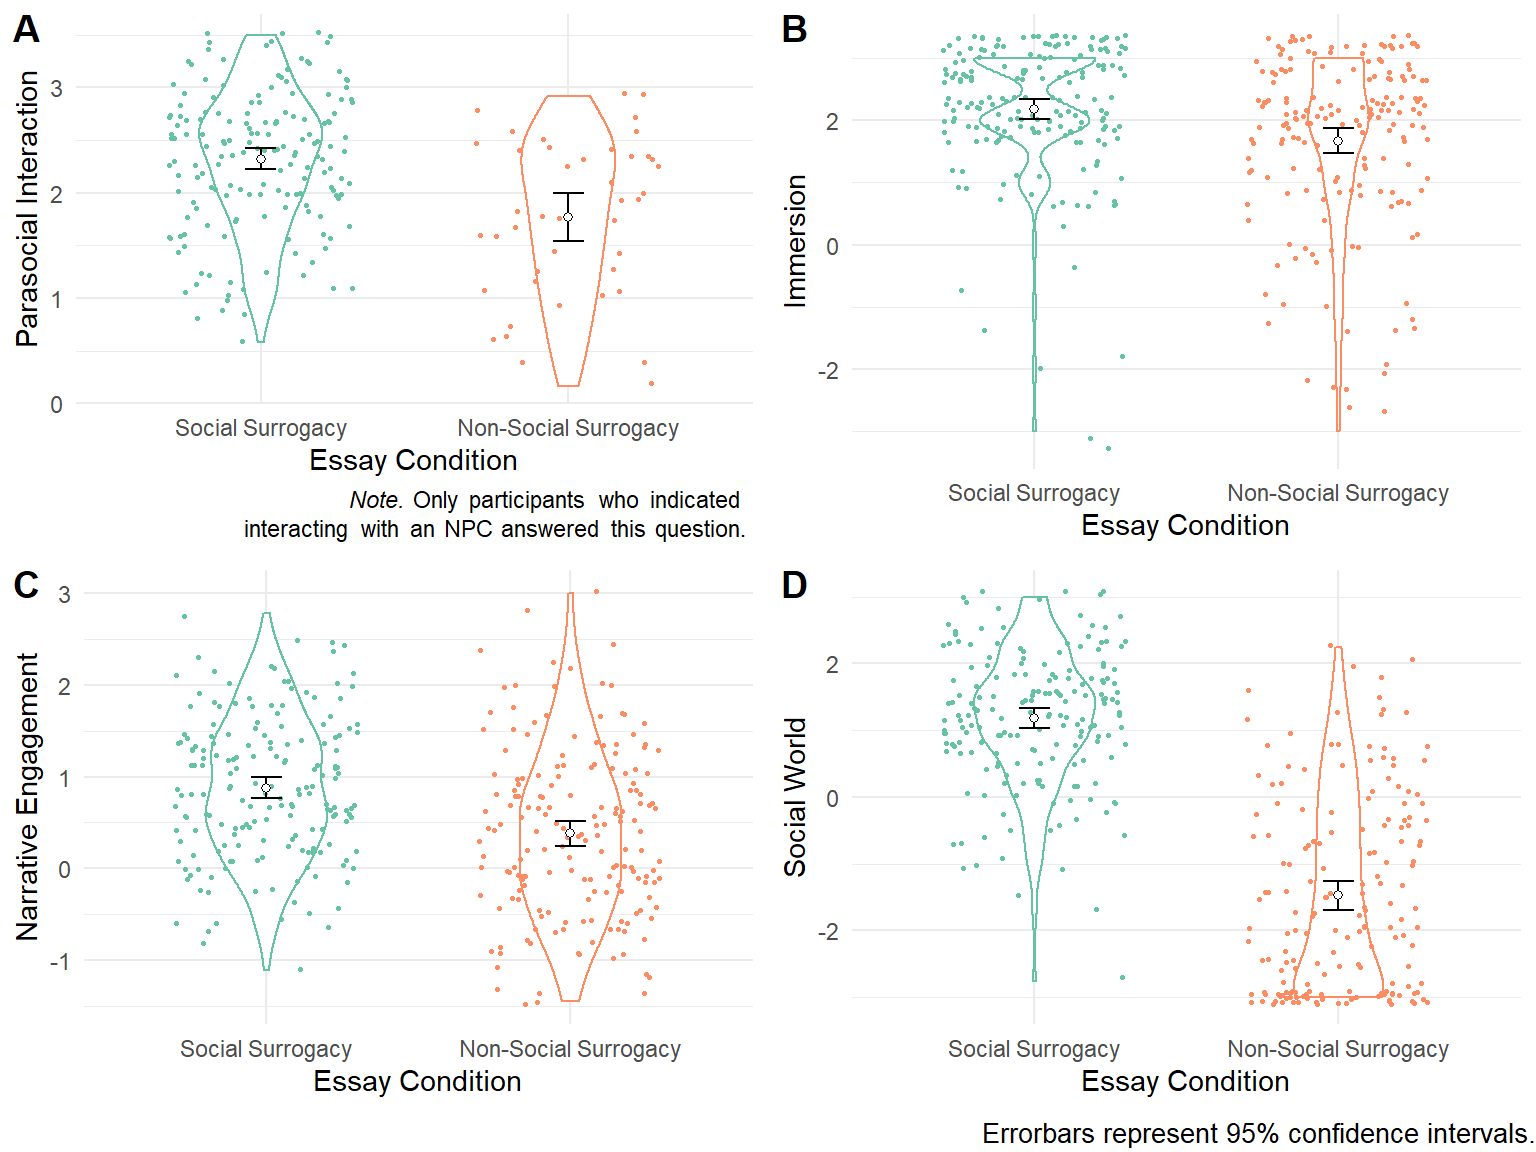 A
Parasocial Interaction
3
2
1
0
Social Surrogacy
Non-Social Surrogacy
Essay Condition
Note. Only participants who indicated
interacting with an NPC answered this question.
B
Immersion
2
0
-2
Social Surrogacy
Non-Social Surrogacy
Essay Condition
C
Narrative Engagement
3
2
1
0
-1
Social Surrogacy
Non-Social Surrogacy
Essay Condition
D
Social World
2
0
-2
Social Surrogacy
Non-Social Surrogacy
Essay Condition
Errorbars represent 95% confidence intervals.